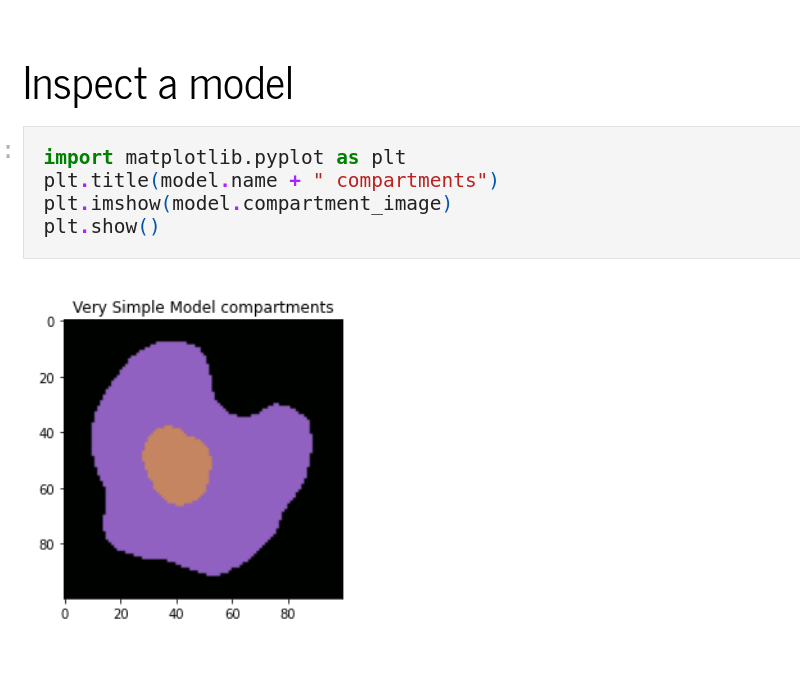 Inspect a model
:
import matplotlib.pyplot as plt
plt.title(model.name + " compartments")
plt.imshow(model.compartment_image)
plt.show()
Very Simple Model compartments
0
20
40
60
80
0 20 40 60 80